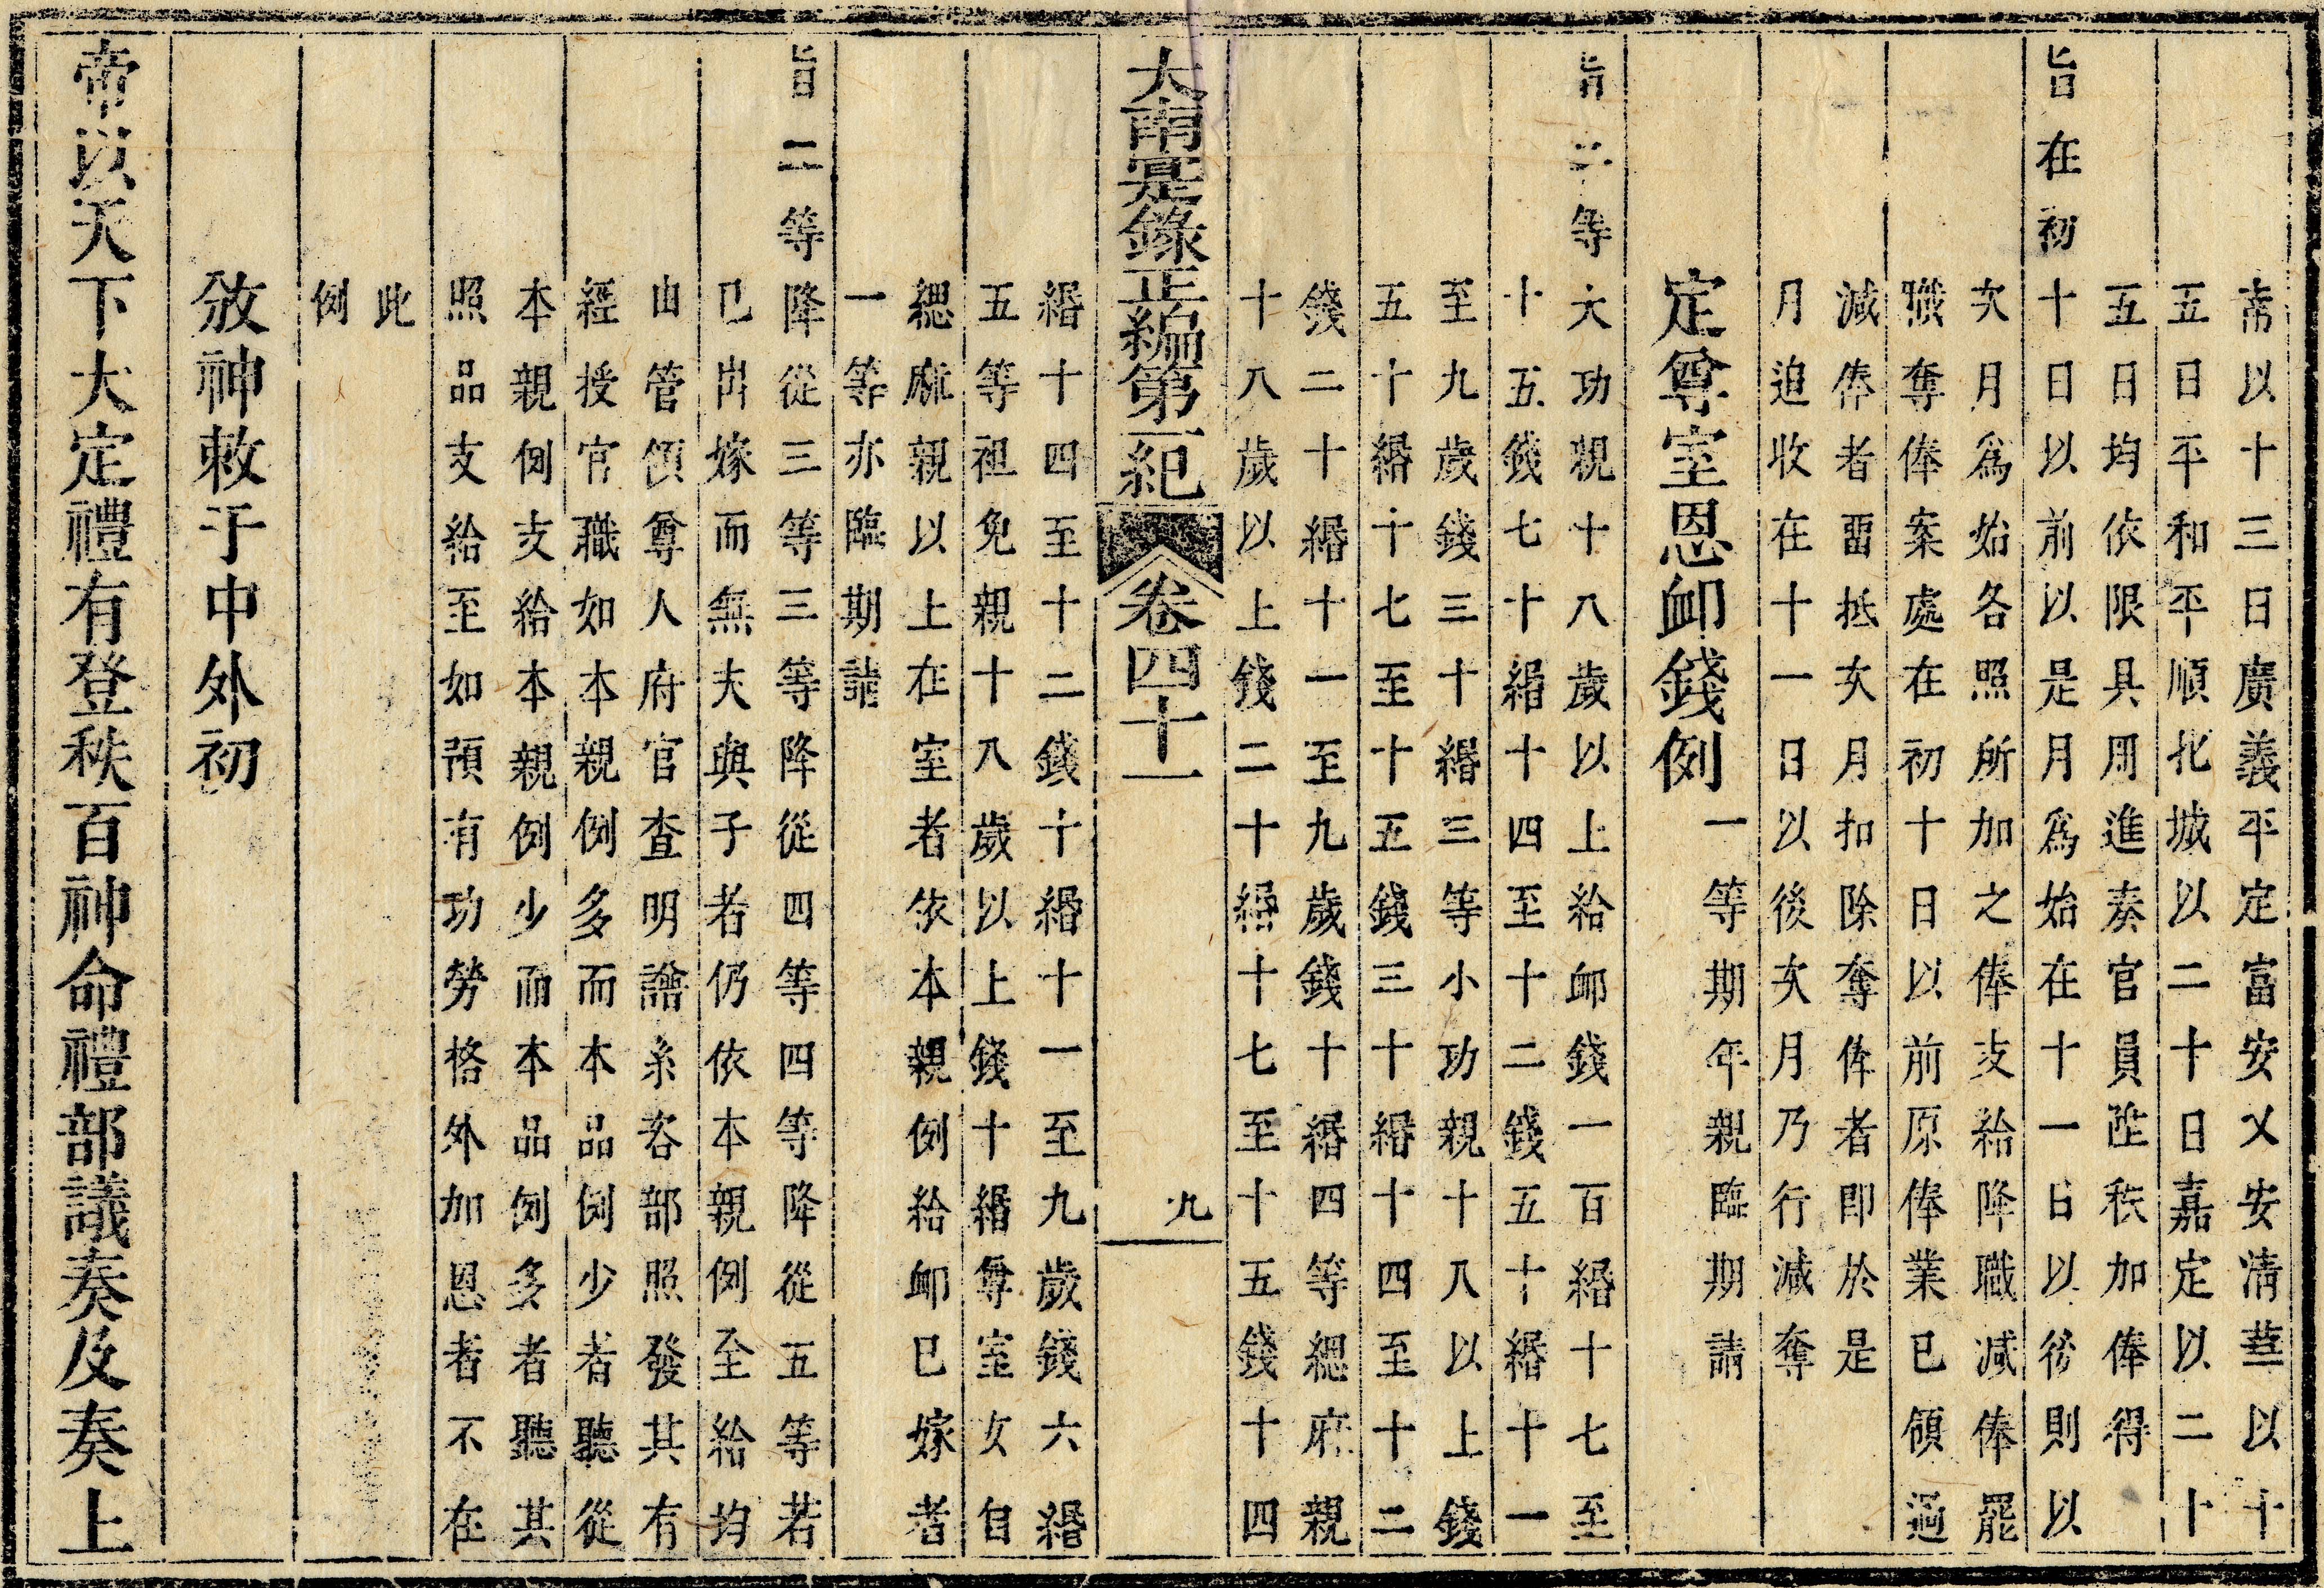 常以十三日廣義平定富安乂安清華以十
五日平和平順北城以二十日嘉定以二十
五日均依限具用進奏官員陞秩加俸得
旨在初十日以前以是月爲始在十一日以後則以
次月爲始各照所加之俸支給降職减俸罷
職奪俸案處在初十日以前原俸業已領過
減俸者畱抵次月扣除奪俸者即於是
月追收在十一日以後次月乃行減奪
定尊室恩卹錢例一等期年親臨期請
旨二等大功親十八歲以上給卹錢一百緡十七至
十五錢七十緡十四至十二錢五十緡十一
至九歲錢三十緡三等小功親十八以上錢
五十緡十七至十五錢三十緡十四至十二
錢二十緡十一至九歲錢十緡四等緦麻親
十八歲以上錢二十緡十七至十五錢十四
大南寔錄正編第一紀 卷四十一 九
緡十四至十二錢十緡十一至九歲錢六緡
五等袒免親十八歲以上錢十緡尊室女自
緦麻親以上在室者依本親例給卹已嫁者
一等亦臨期請
旨二等降從三等三等降從四等四等降從五等若
已出嫁而無夫與子者仍依本親例至給均
由管領尊人府官查明譮系咨部照發其有
經授官職如本親例多而本品例少者聽從
本親例支給本親例少而本品例多者聽其
照品支給至如預有功勞格外加恩者不在
此
例
攽神敕于中外初
帝以天下大定禮有登秩百神命禮部議奏及奏上